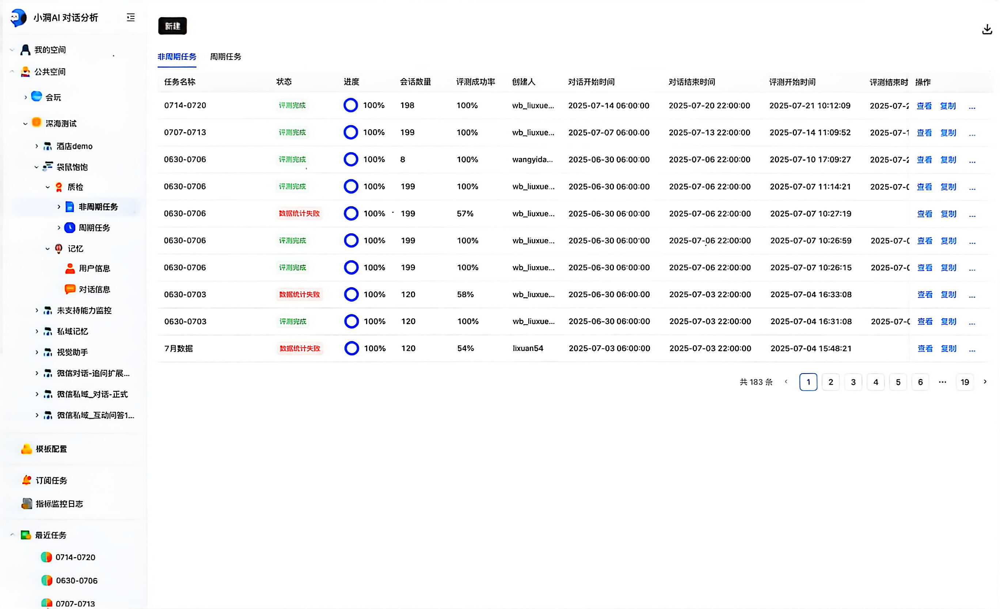 小洞AI 对话分析
我的空间
公共空间
会玩
深海测试
酒店demo
袋鼠饱饱
质检
非周期任务
周期任务
记忆
用户信息
对话信息
未支持能力监控
私域记忆
视觉助手
微信对话-追问扩展...
微信私域_对话-正式
微信私域_互动问答1...
模板配置
订阅任务
指标监控日志
最近任务
0714-0720
0630-0706
0707-0713
新建
非周期任务 周期任务
任务名称 状态 进度 会话数量 评测成功率 创建人 对话开始时间 对话结束时间 评测开始时间 评测结束时 操作
0714-0720 评测完成 100% 198 100% wb_liuxue... 2025-07-14 06:00:00 2025-07-20 22:00:00 2025-07-21 10:12:09 2025-07-2 查看 复制 ...
0707-0713 评测完成 100% 199 100% wb_liuxue... 2025-07-07 06:00:00 2025-07-13 22:00:00 2025-07-14 11:09:52 2025-07-1 查看 复制 ...
0630-0706 评测完成 100% 8 100% wangyida... 2025-06-30 06:00:00 2025-07-06 22:00:00 2025-07-10 17:09:27 2025-07-2 查看 复制 ...
0630-0706 评测完成 100% 199 100% wb_liuxue... 2025-06-30 06:00:00 2025-07-06 22:00:00 2025-07-07 11:14:21 2025-07-0 查看 复制 ...
0630-0706 数据统计失败 100% 199 57% wb_liuxue... 2025-06-30 06:00:00 2025-07-06 22:00:00 2025-07-07 10:27:19 查看 复制 ...
0630-0706 评测完成 100% 199 100% wb_liuxue... 2025-06-30 06:00:00 2025-07-06 22:00:00 2025-07-07 10:26:59 2025-07-0 查看 复制 ...
0630-0706 评测完成 100% 199 100% wb_liuxue... 2025-06-30 06:00:00 2025-07-06 22:00:00 2025-07-07 10:26:15 2025-07-0 查看 复制 ...
0630-0703 数据统计失败 100% 120 58% wb_liuxue... 2025-06-30 06:00:00 2025-07-03 22:00:00 2025-07-04 16:33:08 查看 复制 ...
0630-0703 评测完成 100% 120 100% wb_liuxue... 2025-06-30 06:00:00 2025-07-03 22:00:00 2025-07-04 16:31:08 2025-07-0 查看 复制 ...
7月数据 数据统计失败 100% 120 54% lixuan54 2025-07-03 06:00:00 2025-07-03 22:00:00 2025-07-04 15:48:21 查看 复制 ...
共 183 条 < 1 2 3 4 5 6 ... 19 >